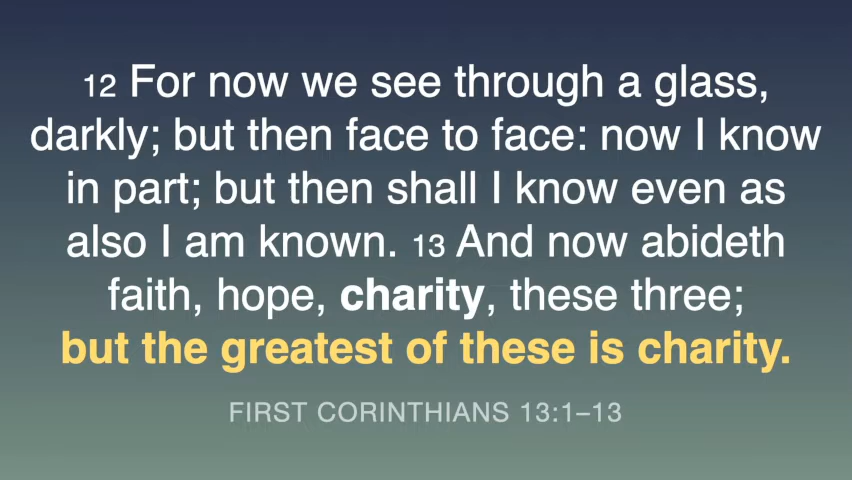 12 For now we see through a glass,
darkly; but then face to face: now I know
in part; but then shall I know even as
also I am known. 13 And now abideth
faith, hope, charity, these three;
but the greatest of these is charity.
FIRST CORINTHIANS 13:1–13